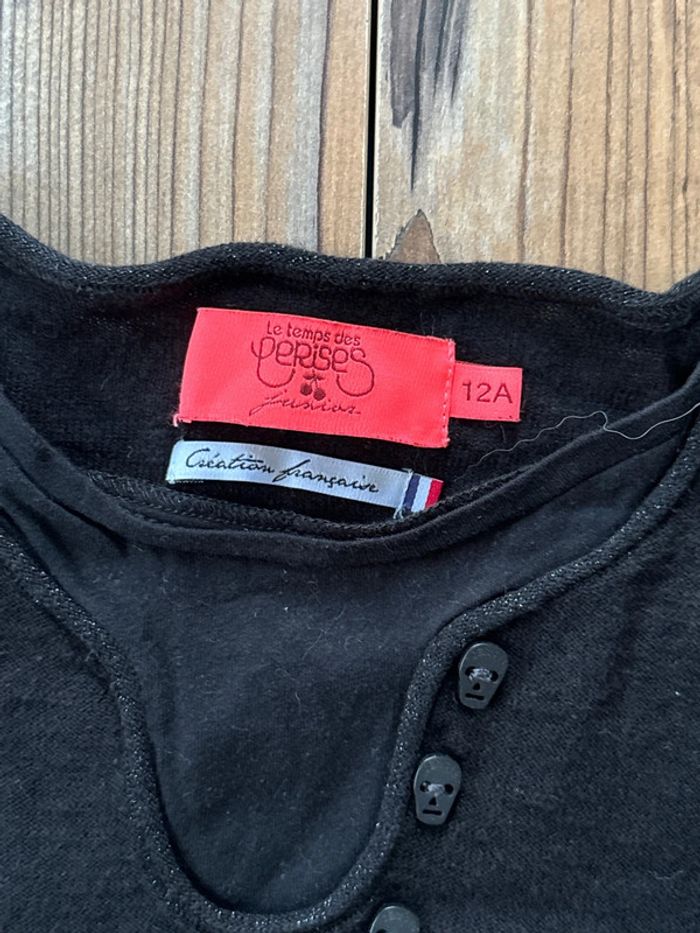 Le temps des
CERISES
junior
12A
Création française